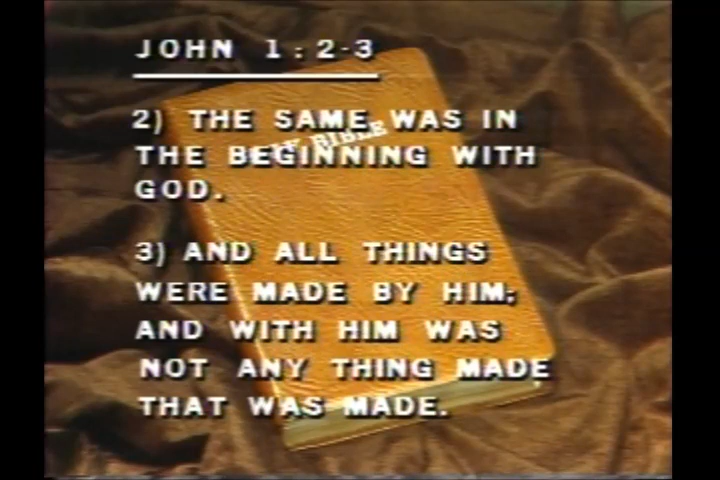 JOHN 1:2-3
2) THE SAME WAS IN
THE BEGINNING WITH
GOD.
3) AND ALL THINGS
WERE MADE BY HIM;
AND WITH HIM WAS
NOT ANY THING MADE
THAT WAS MADE.
BIBLE